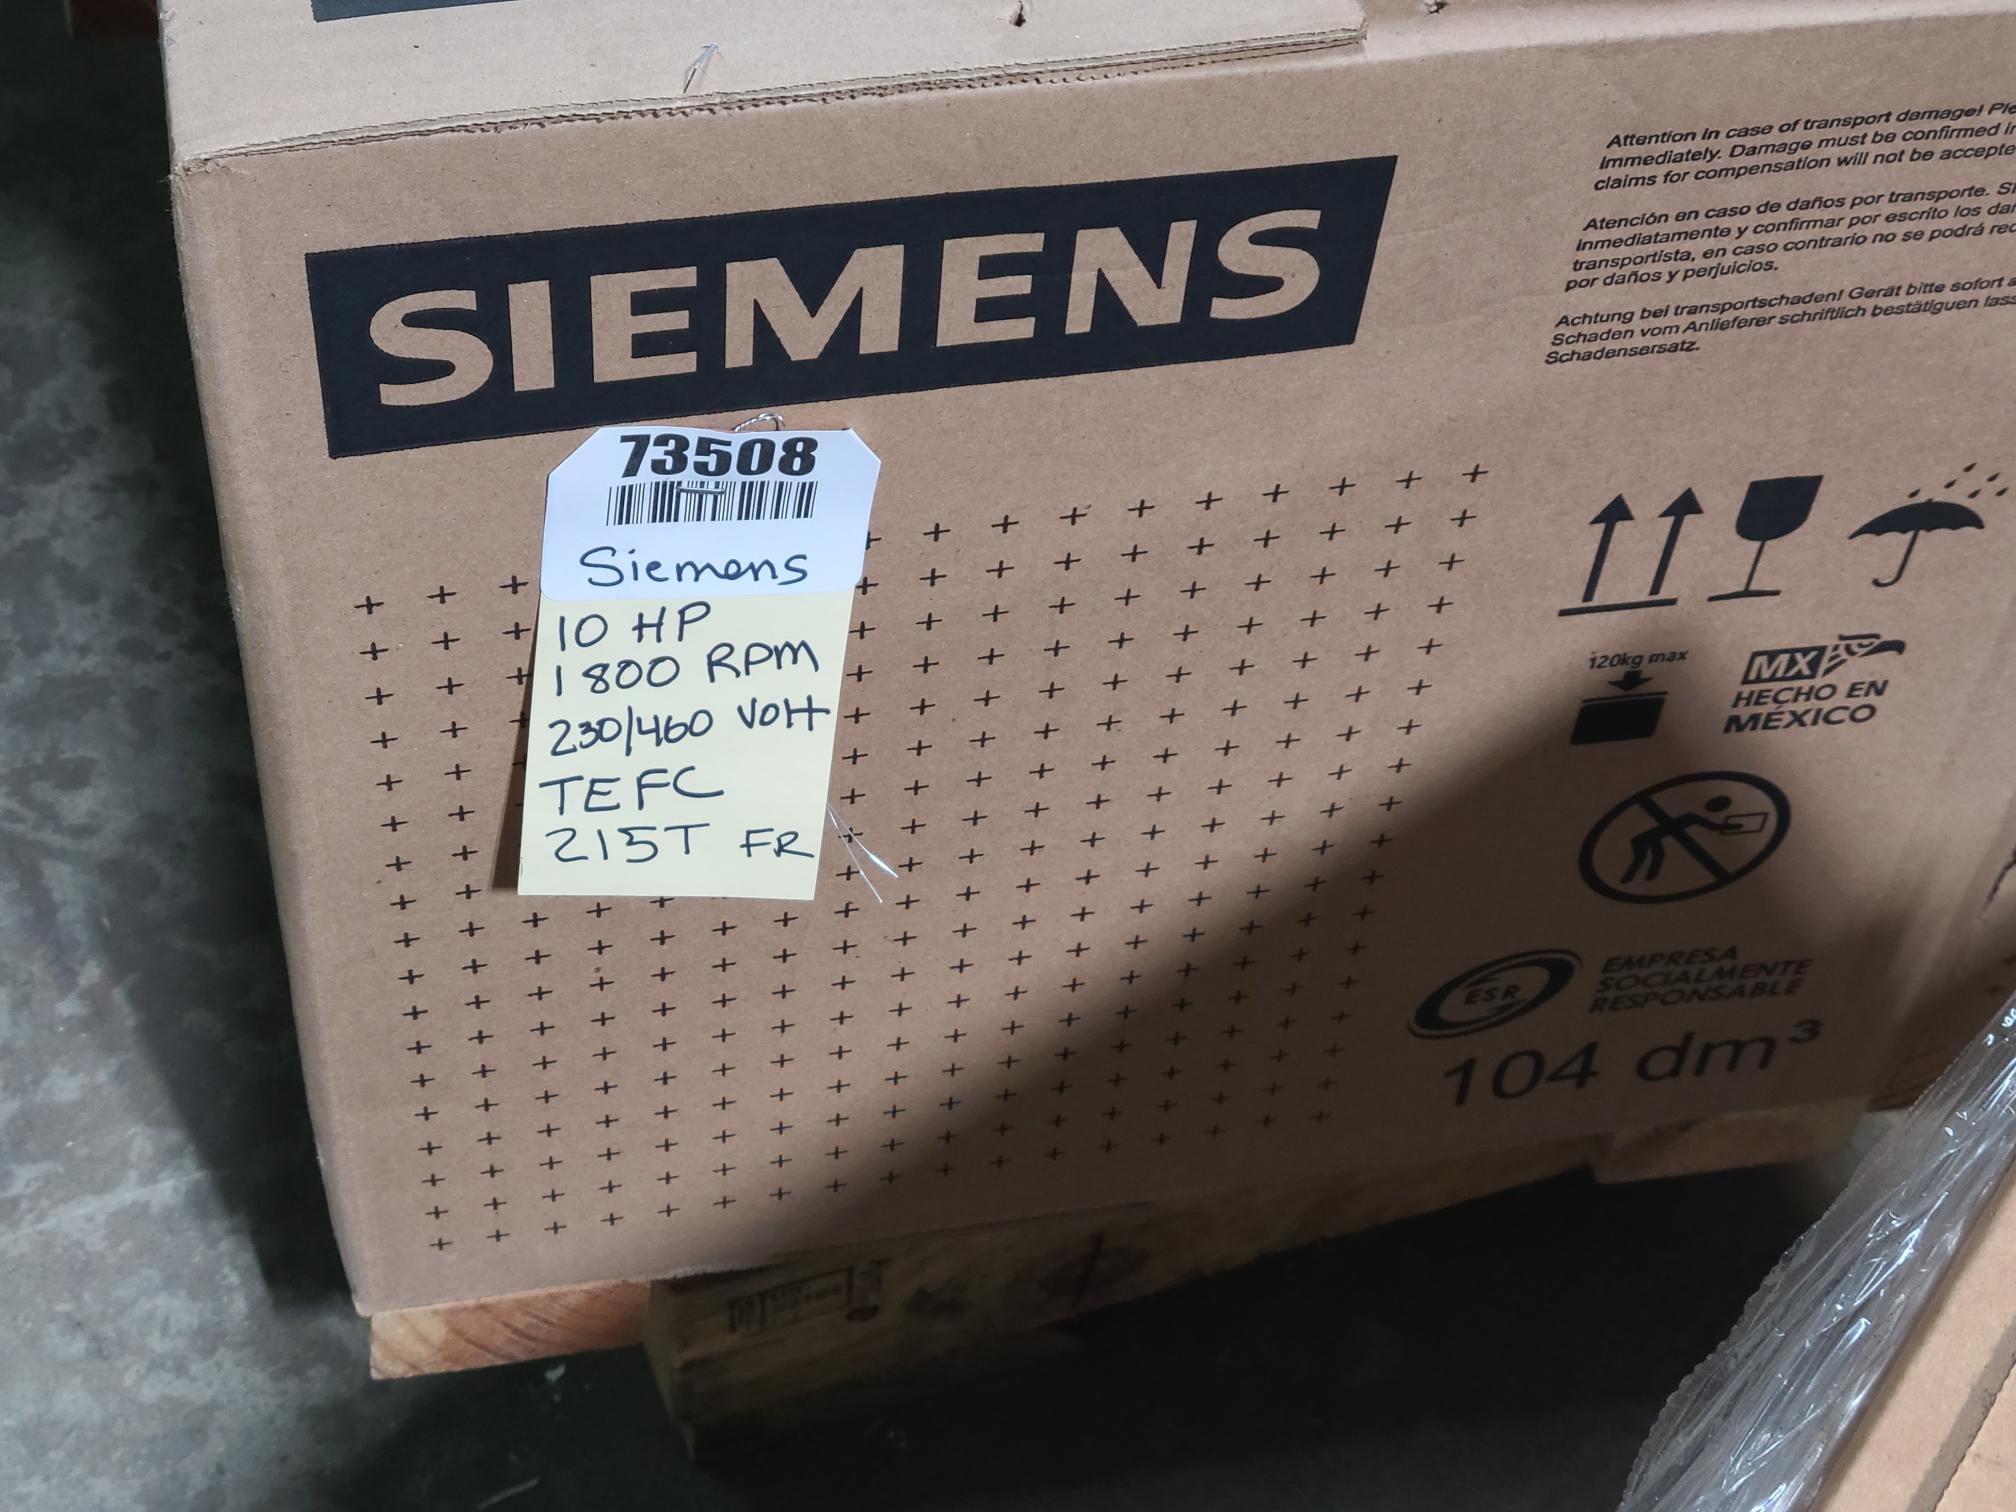 SIEMENS
73508
Siemens
10 HP
1800 RPM
230/460 VOLT
TEFC
215T FR
Attention in case of transport damage! Ple
immediately. Damage must be confirmed in
claims for compensation will not be accepte
Atención en caso de daños por transporte. Si
inmediatamente y confirmar por escrito los da
transportista, en caso contrario no se podrá rec
por daños y perjuicios.
Achtung bei transportschaden! Gerät bitte sofort a
Schaden vom Anlieferer schriftlich bestätiguen lass
Schadensersatz.
120kg max
MX
HECHO EN
MÉXICO
ESR
EMPRESA
SOCIALMENTE
RESPONSABLE
104 dm³